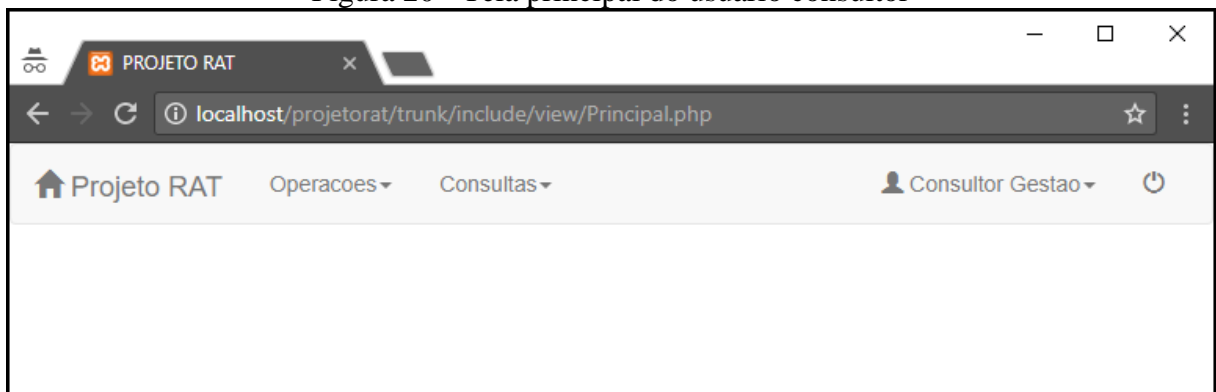 PROJETO RAT
localhost/projetorat/trunk/include/view/Principal.php
Projeto RAT Operacoes Consultas Consultor Gestao